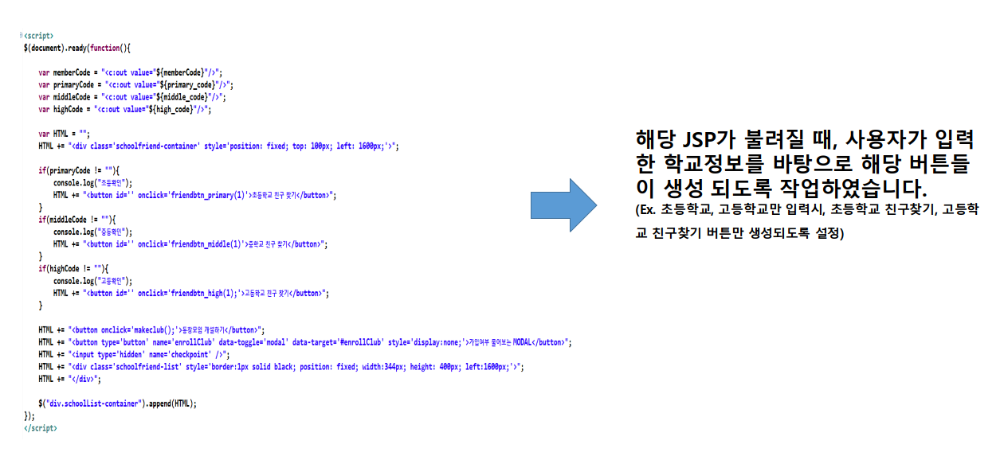 <script>
$(document).ready(function(){
var memberCode = "<c:out value="${memberCode}"/>";
var primaryCode = "<c:out value="${primary_code}"/>";
var middleCode = "<c:out value="${middle_code}"/>";
var highCode = "<c:out value="${high_code}"/>";
var HTML = "";
HTML += "<div class='schoolfriend-container' style='position: fixed; top: 100px; left: 1600px;'>";
if(primaryCode != ""){
console.log("초등확인");
HTML += "<button id='' onclick='friendbtn_primary(1)'>초등학교 친구 찾기</button>";
}
if(middleCode != ""){
console.log("중등확인");
HTML += "<button id='' onclick='friendbtn_middle(1)'>중학교 친구 찾기</button>";
}
if(highCode != ""){
console.log("고등확인");
HTML += "<button id='' onclick='friendbtn_high(1);'>고등학교 친구 찾기</button>";
}
HTML += "<button onclick='makeclub();'>동창모임 개설하기</button>";
HTML += "<button type='button' name='enrollClub' data-toggle='modal' data-target='#enrollClub' style='display:none;'>가입여부 물어보는 MODAL</button>";
HTML += "<input type='hidden' name='checkpoint' />";
HTML += "<div class='schoolfriend-list' style='border:1px solid black; position: fixed; width:344px; height: 400px; left:1600px;'>";
HTML += "</div>";
$("div.schoolList-container").append(HTML);
});
</script>
해당 JSP가 불려질 때, 사용자가 입력
한 학교정보를 바탕으로 해당 버튼들
이 생성 되도록 작업하였습니다.
(Ex. 초등학교, 고등학교만 입력시, 초등학교 친구찾기, 고등학
교 친구찾기 버튼만 생성되도록 설정)